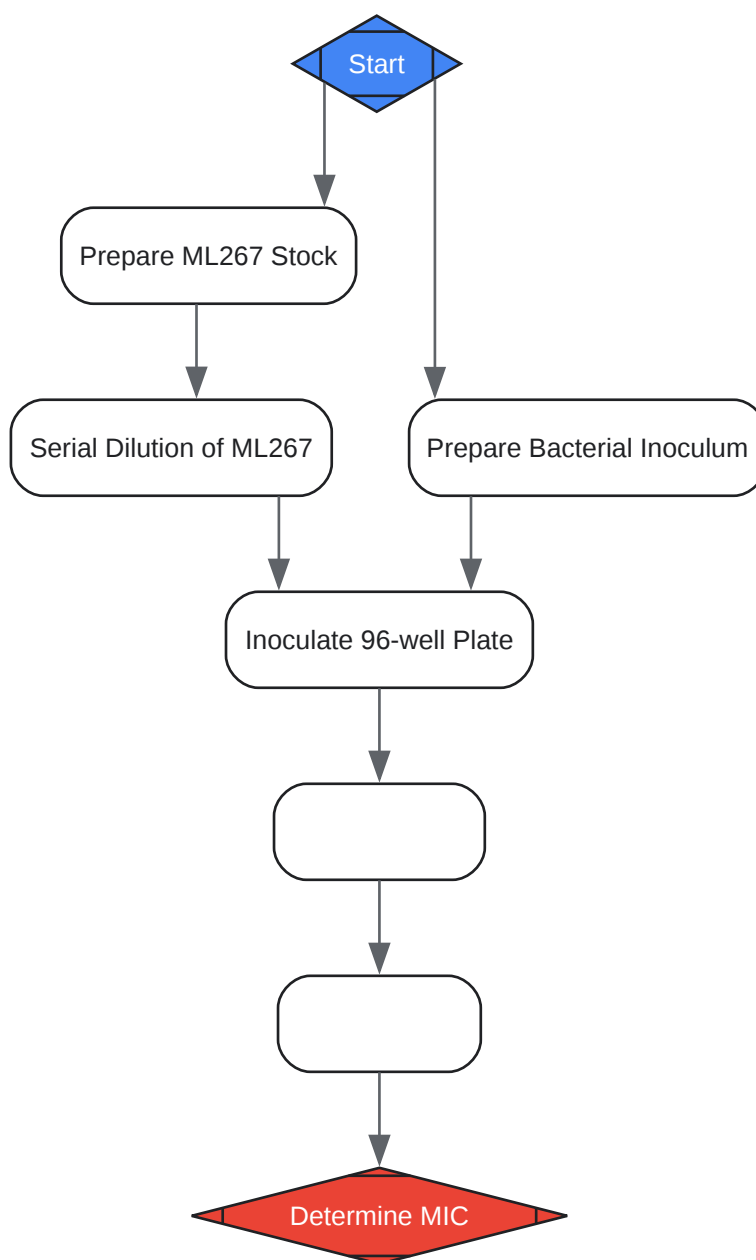 Start
Prepare ML267 Stock
Serial Dilution of ML267
Prepare Bacterial Inoculum
Inoculate 96-well Plate
Determine MIC